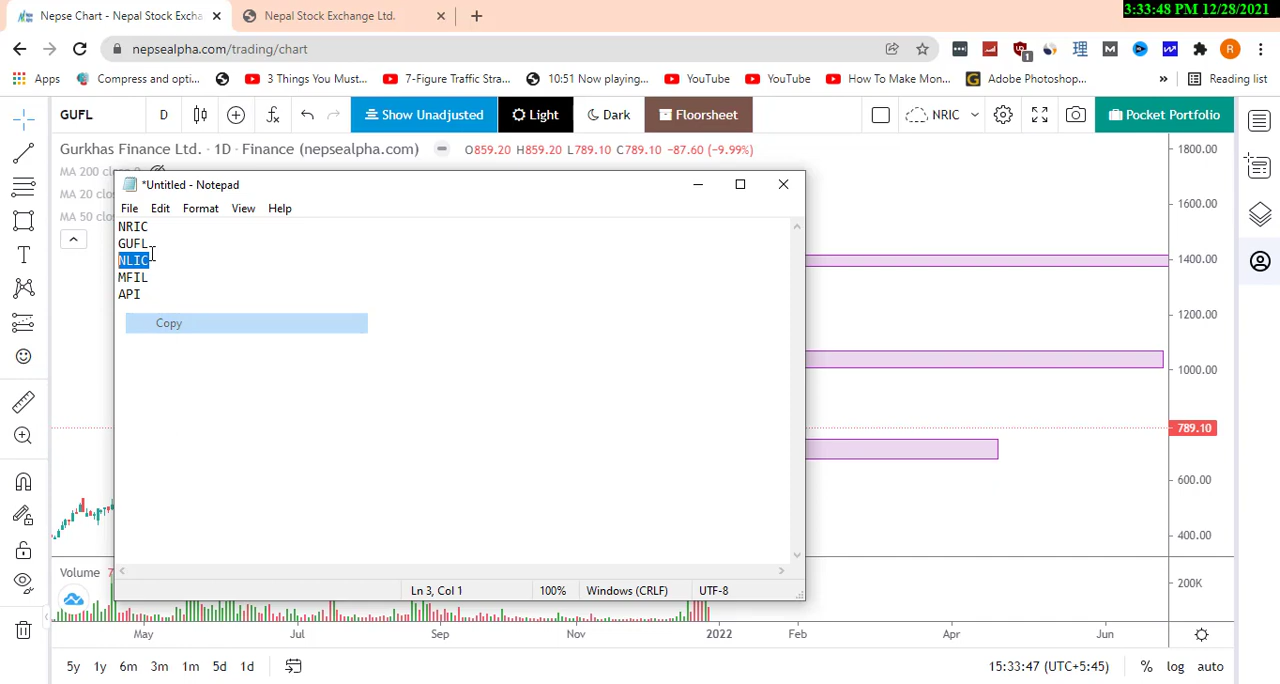 3:33:48 PM 12/28/2021
Nepse Chart - Nepal Stock Excha
Nepal Stock Exchange Ltd.
nepsealpha.com/trading/chart
Apps
Compress and opti...
3 Things You Must...
7-Figure Traffic Stra...
10:51 Now playing...
YouTube
YouTube
How To Make Mon...
Adobe Photoshop...
»
Reading list
GUFL
D
Show Unadjusted
Light
Dark
Floorsheet
NRIC
Pocket Portfolio
Gurkhas Finance Ltd. · 1D · Finance (nepsealpha.com)
O859.20 H859.20 L789.10 C789.10 -87.60 (-9.99%)
MA 200 clo
MA 20 clos
MA 50 clos
*Untitled - Notepad
File Edit Format View Help
NRIC
GUFL
NLIC
MFIL
API
Copy
Ln 3, Col 1
100%
Windows (CRLF)
UTF-8
1800.00
1600.00
1400.00
1200.00
1000.00
789.10
600.00
400.00
200K
Volume 7
May Jul Sep Nov 2022 Feb Apr Jun
5y 1y 6m 3m 1m 5d 1d
15:33:47 (UTC+5:45)
% log auto